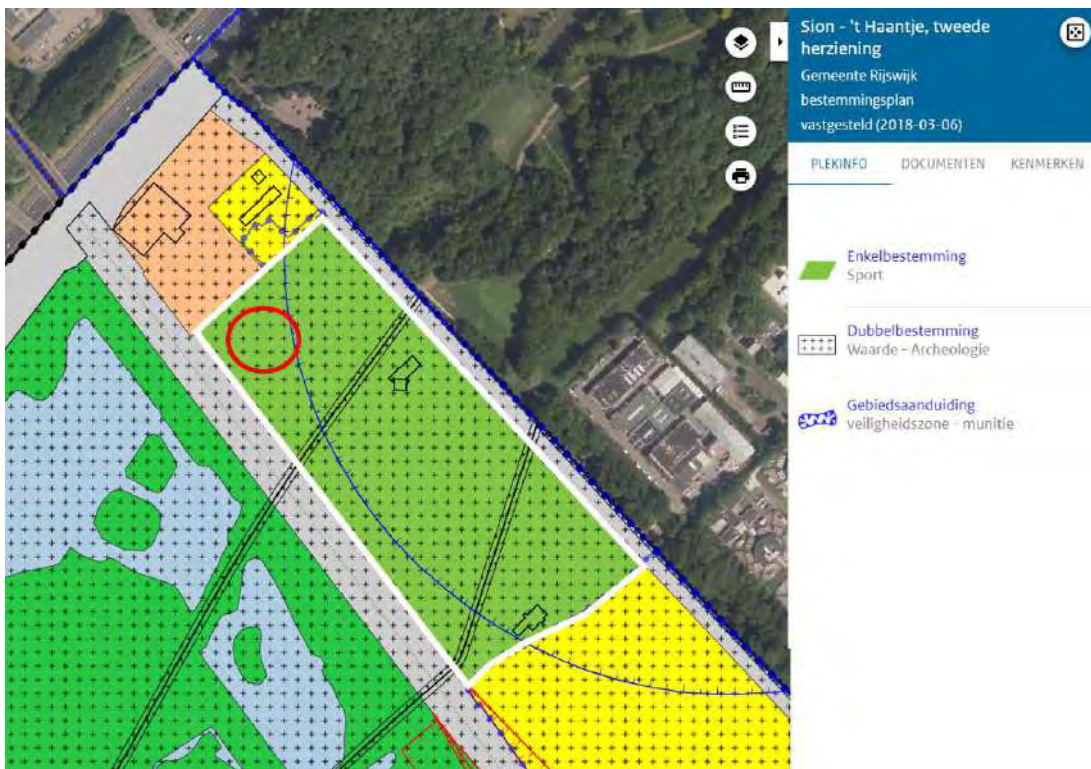 Sion - 't Haantje, tweede
herziening
Gemeente Rijswijk
bestemmingsplan
vastgesteld (2018-03-06)
PLEKINFO DOCUMENTEN KENMERKEN
Enkelbestemming
Sport
Dubbelbestemming
Waarde - Archeologie
Gebiedsaanduiding
veiligheidszone - munitie